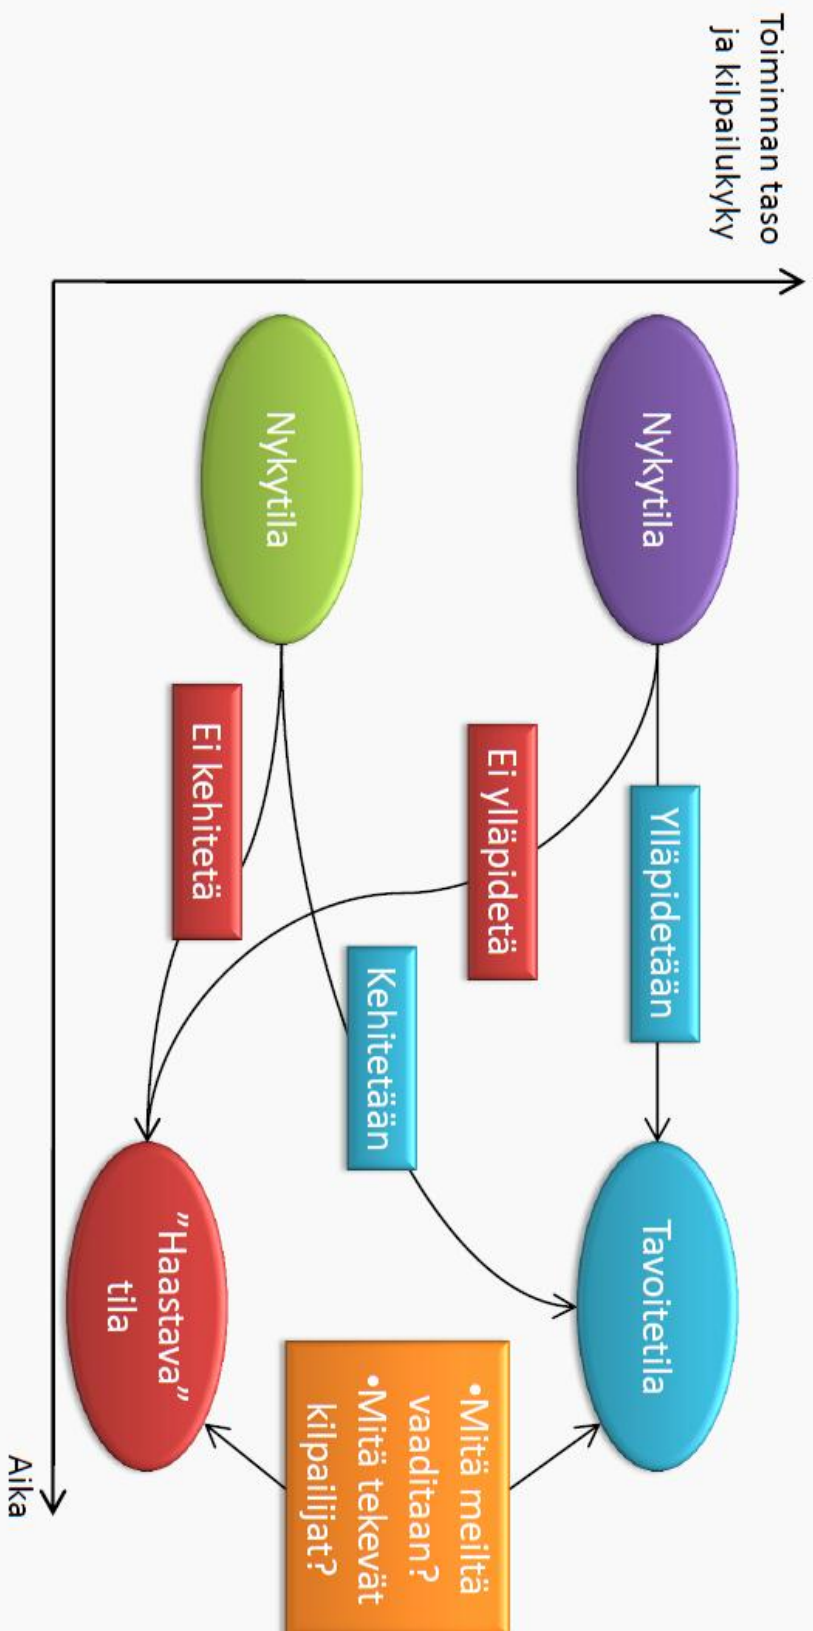 Toiminnan taso
ja kilpailukyky
Nykytila
Ylläpidetään
Tavoitetila
Ei ylläpidetä
Kehitetään
•Mitä meiltä
vaaditaan?
•Mitä tekevät
kilpailijat?
Nykytila
Ei kehitetä
”Haastava”
tila
Aika